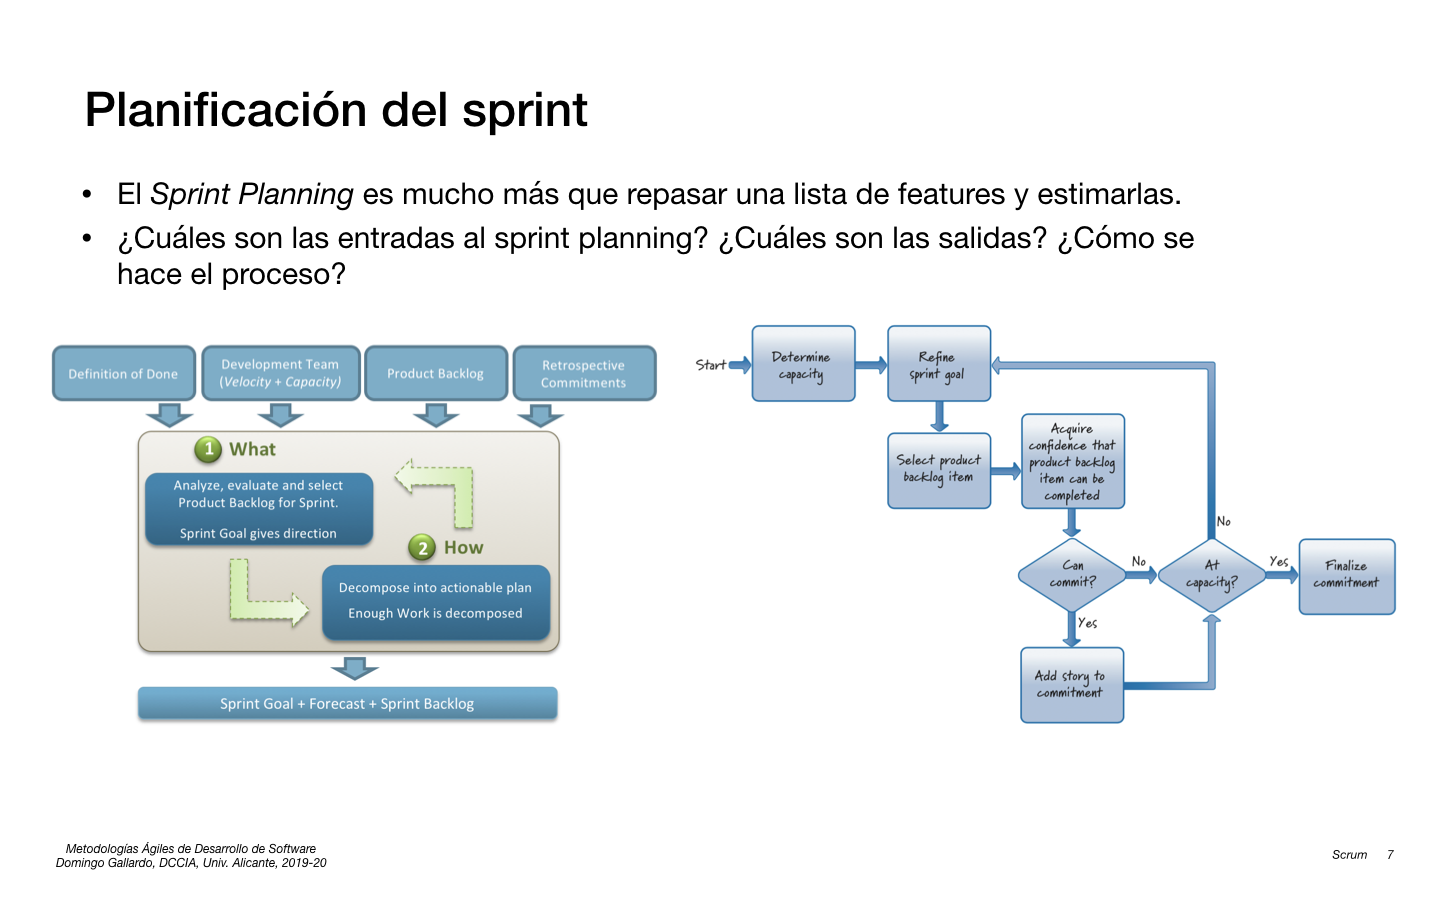 Planificación del sprint
• El Sprint Planning es mucho más que repasar una lista de features y estimarlas.
• ¿Cuáles son las entradas al sprint planning? ¿Cuáles son las salidas? ¿Cómo se
hace el proceso?
Definition of Done
Development Team
(Velocity + Capacity)
Product Backlog
Retrospective
Commitments
1 What
Analyze, evaluate and select
Product Backlog for Sprint.
Sprint Goal gives direction
2 How
Decompose into actionable plan
Enough Work is decomposed
Sprint Goal + Forecast + Sprint Backlog
Start
Determine
capacity
Refine
sprint goal
Select product
backlog item
Acquire
confidence that
product backlog
item can be
completed
Can
commit?
No
Yes
Add story to
commitment
At
capacity?
No
Yes
Finalize
commitment
Metodologías Ágiles de Desarrollo de Software
Domingo Gallardo, DCCIA, Univ. Alicante, 2019-20
Scrum 7